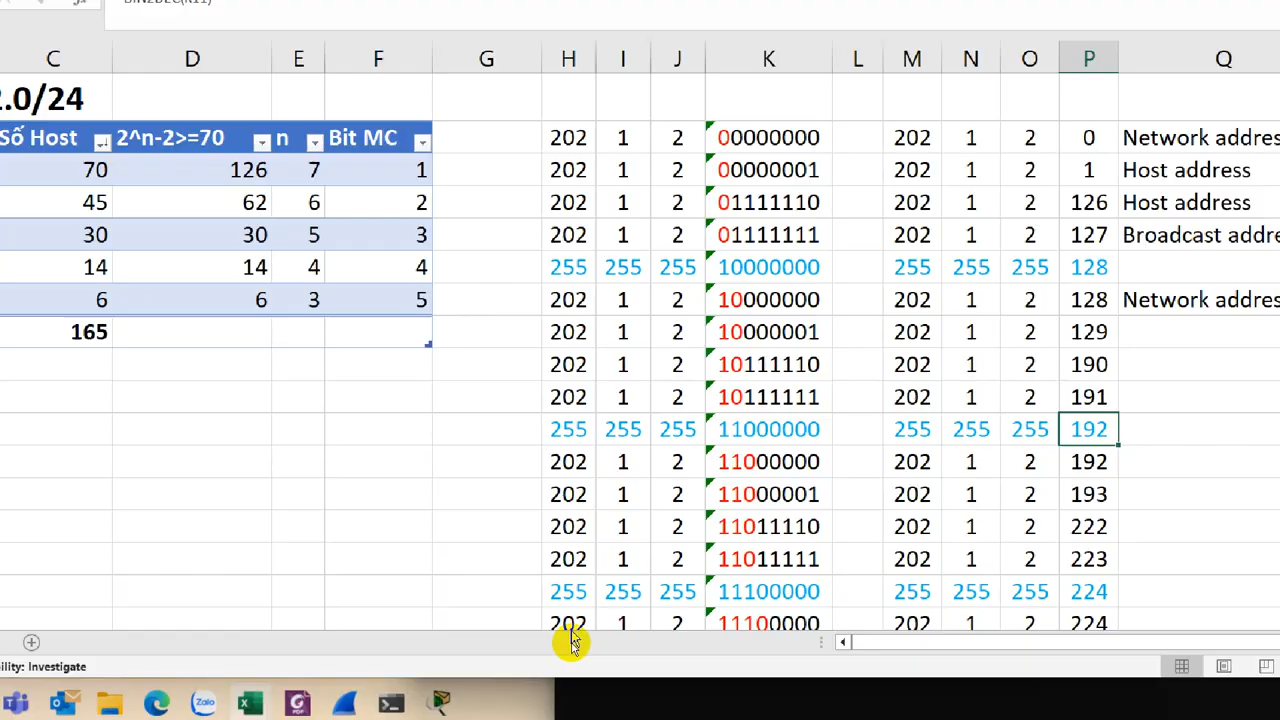 C D E F G H I J K L M N O P Q
2.0/24
Số Host 2^n-2>=70 n Bit MC 202 1 2 00000000 202 1 2 0 Network addres
70 126 7 1 202 1 2 00000001 202 1 2 1 Host address
45 62 6 2 202 1 2 01111110 202 1 2 126 Host address
30 30 5 3 202 1 2 01111111 202 1 2 127 Broadcast addre
14 14 4 4 255 255 255 10000000 255 255 255 128
6 6 3 5 202 1 2 10000000 202 1 2 128 Network addres
165 202 1 2 10000001 202 1 2 129
202 1 2 10111110 202 1 2 190
202 1 2 10111111 202 1 2 191
255 255 255 11000000 255 255 255 192
202 1 2 11000000 202 1 2 192
202 1 2 11000001 202 1 2 193
202 1 2 11011110 202 1 2 222
202 1 2 11011111 202 1 2 223
255 255 255 11100000 255 255 255 224
202 1 2 11100000 202 1 2 224
ility: Investigate
Zalo